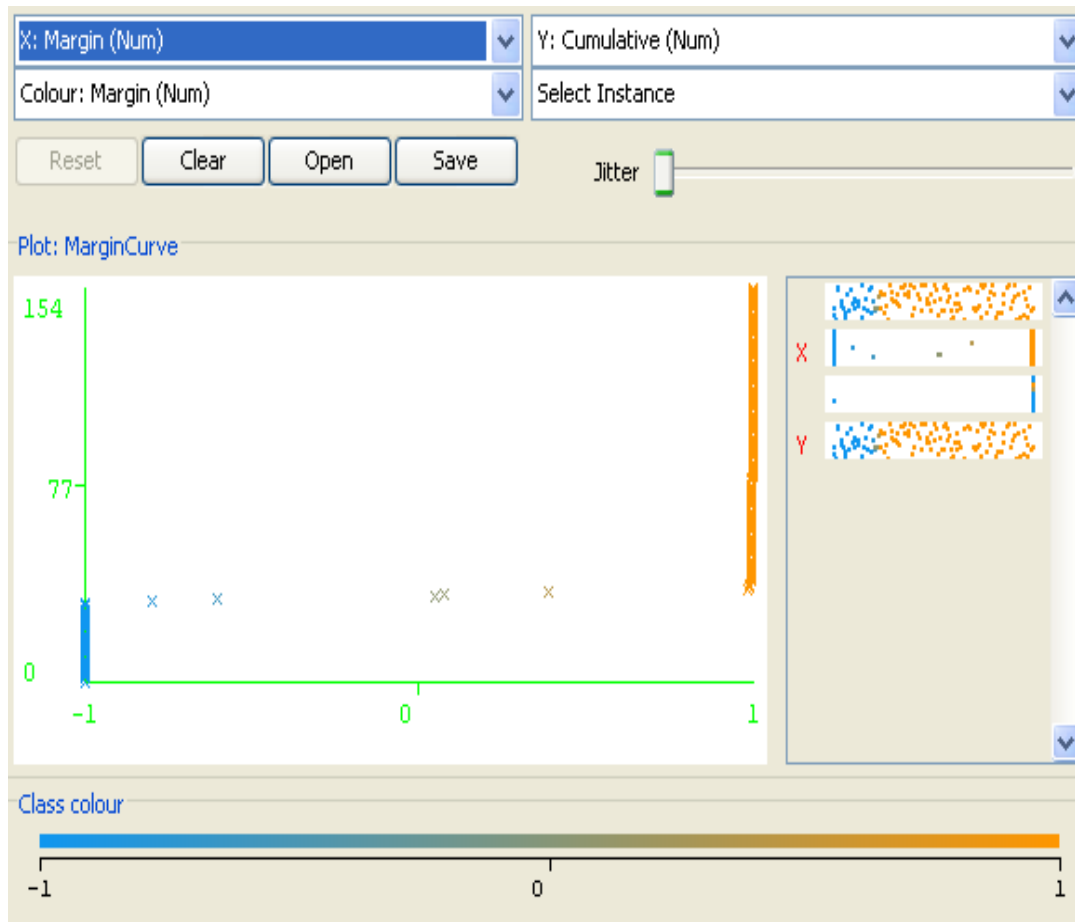 X: Margin (Num) Y: Cumulative (Num)
Colour: Margin (Num) Select Instance
Reset Clear Open Save Jitter
Plot: MarginCurve
154
77
0
-1 0 1
X
Y
Class colour
-1 0 1